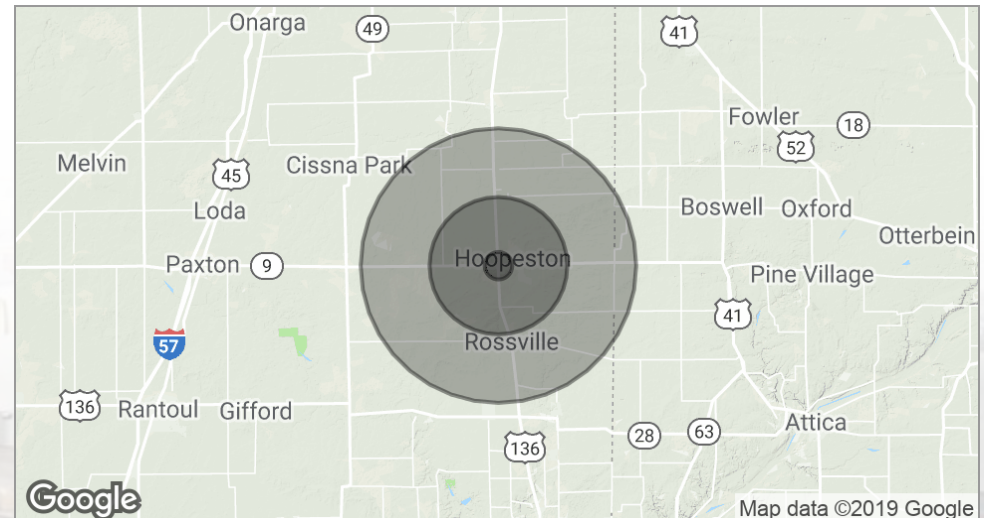 Onarga
49
41
Fowler
18
52
Melvin
Cissna Park
45
Loda
Boswell
Oxford
Otterbein
Hoopeston
Paxton
9
Pine Village
41
57
Rossville
136
Rantoul
Gifford
Attica
28
63
136
Google
Map data ©2019 Google